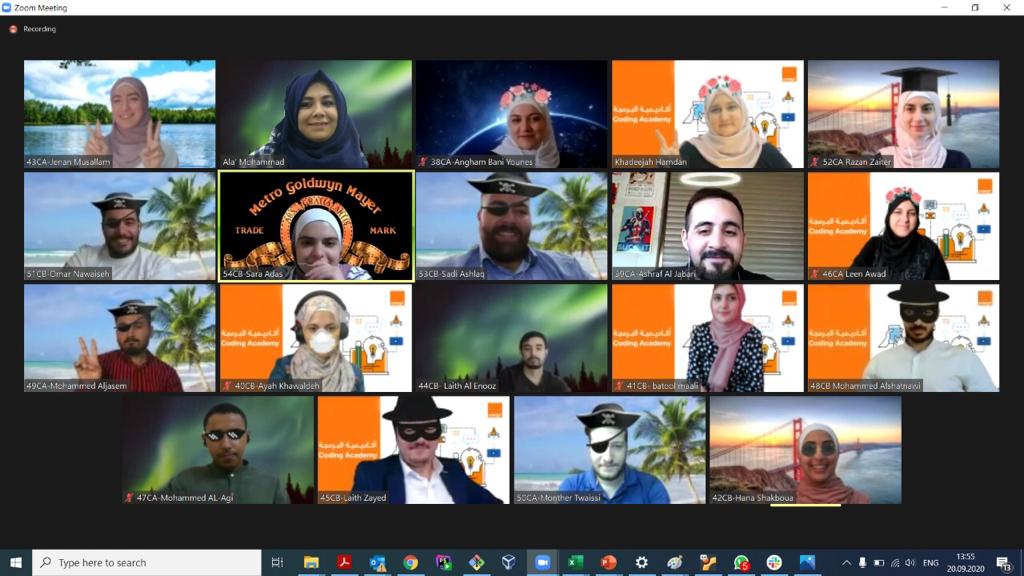 Zoom Meeting
Recording
43CA-Jenan Musallam
Ala' Mohammad
38CA-Angham Bani Younes
أكاديمية البرمجة
Coding Academy
Khadeejah Hamdan
52CA Razan Zaiter
51CB-Omar Nawaiseh
Metro Goldwyn Mayer
TRADE MARK
54CB-Sara Adas
53CB-Sadi Ashlaq
39CA-Ashraf Al Jabari
أكاديمية البرمجة
Coding Academy
46CA Leen Awad
49CA-Mohammed Aljasem
أكاديمية البرمجة
Coding Academy
40CB-Ayah Khawaldeh
44CB- Laith Al Enooz
أكاديمية البرمجة
Coding Academy
41CB- batool maali
48CB Mohammed Alshatnawi
47CA-Mohammed AL-Agi
أكاديمية البرمجة
Coding Academy
45CB-Laith Zayed
50CA-Monther Twaissi
42CB-Hana Shakboua
Type here to search
5
ENG
13:55
20.09.2020
13